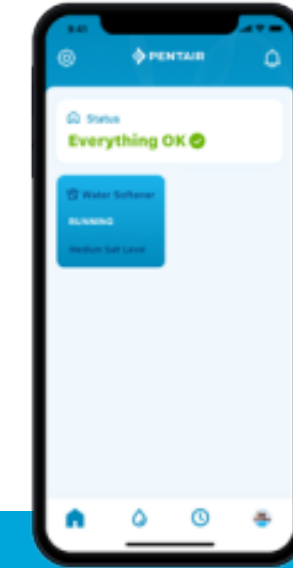 9:41
PENTAIR
Status
Everything OK
Water Softener
RUNNING
Medium Salt Level